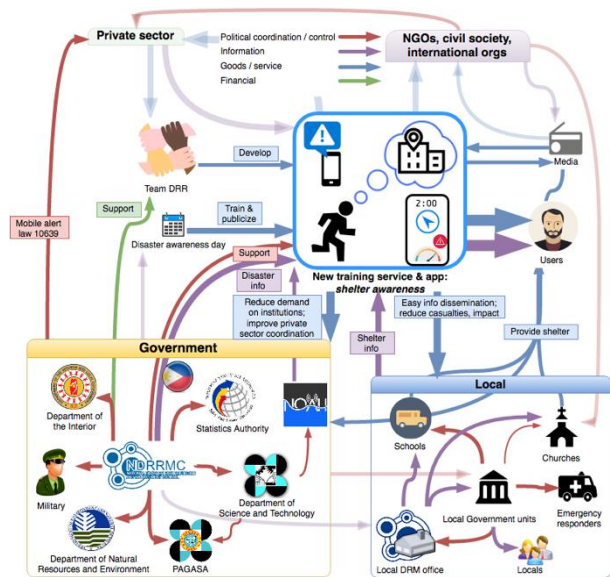 Private sector
Political coordination / control
Information
Goods / service
Financial
NGOs, civil society,
international orgs
Team DRR
Develop
Media
2:00
Mobile alert
law 10639
Support
Train &
publicize
Disaster awareness day
Support
Disaster
info
Users
New training service & app:
shelter awareness
Reduce demand
on institutions;
improve private
sector coordination
Easy info dissemination;
reduce casualties, impact
Shelter
info
Provide shelter
Government
Department of
the Interior
Statistics Authority
NOAH
NDRRMC
Military
Department of
Science and Technology
Department of Natural
Resources and Environment
PAGASA
Local
Schools
Churches
Local Government units
Emergency
responders
Local DRM office
Locals